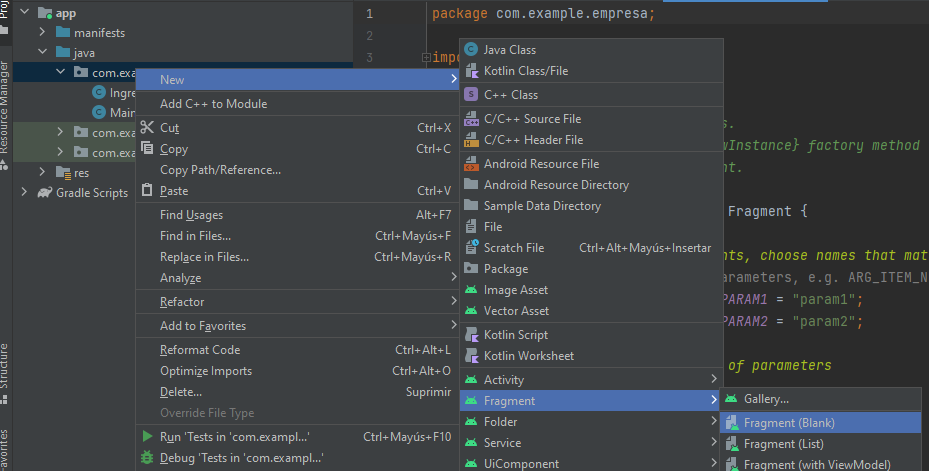 Pro
Resource Manager
Structure
avorites
app
manifests
java
com.exa
Ingre
Main
com.exa
com.exa
res
Gradle Scripts
New
Add C++ to Module
Cut Ctrl+X
Copy Ctrl+C
Copy Path/Reference...
Paste Ctrl+V
Find Usages Alt+F7
Find in Files... Ctrl+Mayús+F
Replace in Files... Ctrl+Mayús+R
Analyze
Refactor
Add to Favorites
Reformat Code Ctrl+Alt+L
Optimize Imports Ctrl+Alt+O
Delete... Suprimir
Override File Type
Run 'Tests in 'com.exampl...' Ctrl+Mayús+F10
Debug 'Tests in 'com.exampl...'
Java Class
Kotlin Class/File
C++ Class
C/C++ Source File
C/C++ Header File
Android Resource File
Android Resource Directory
Sample Data Directory
File
Scratch File Ctrl+Alt+Mayús+Insertar
Package
Image Asset
Vector Asset
Kotlin Script
Kotlin Worksheet
Activity
Fragment
Folder
Service
UiComponent
Gallery...
Fragment (Blank)
Fragment (List)
Fragment (with ViewModel)
1 package com.example.empresa;
2
3 impo
s.
wInstance} factory method
nt.
Fragment {
nts, choose names that mat
arameters, e.g. ARG_ITEM_N
PARAM1 = "param1";
PARAM2 = "param2";
of parameters